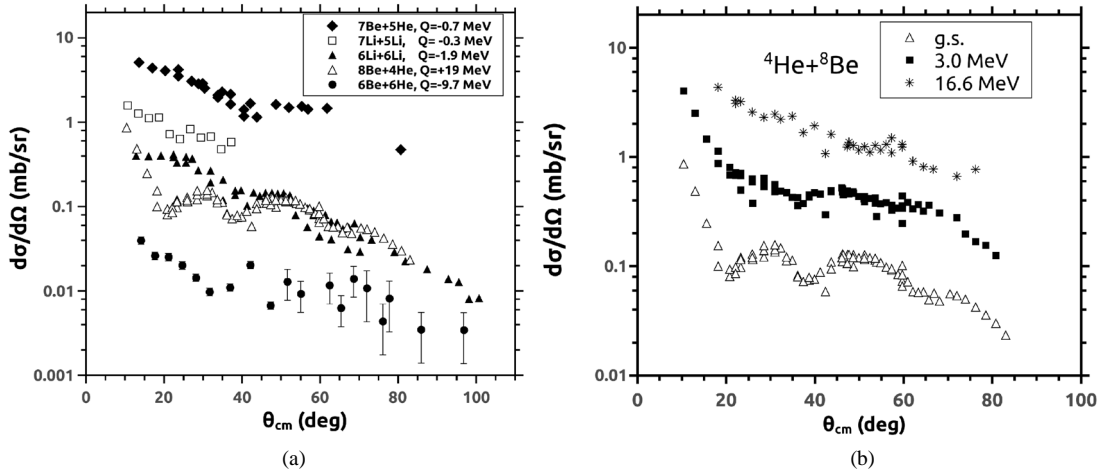 7Be+5He, Q=-0.7 MeV
7Li+5Li, Q= -0.3 MeV
6Li+6Li, Q=-1.9 MeV
8Be+4He, Q=+19 MeV
6Be+6He, Q=-9.7 MeV
10
1
0.1
0.01
0.001
dσ/dΩ (mb/sr)
0 20 40 60 80 100
θcm (deg)
(a)
⁴He+⁸Be
g.s.
3.0 MeV
16.6 MeV
10
1
0.1
0.01
dσ/dΩ (mb/sr)
0 20 40 60 80 100
θcm (deg)
(b)